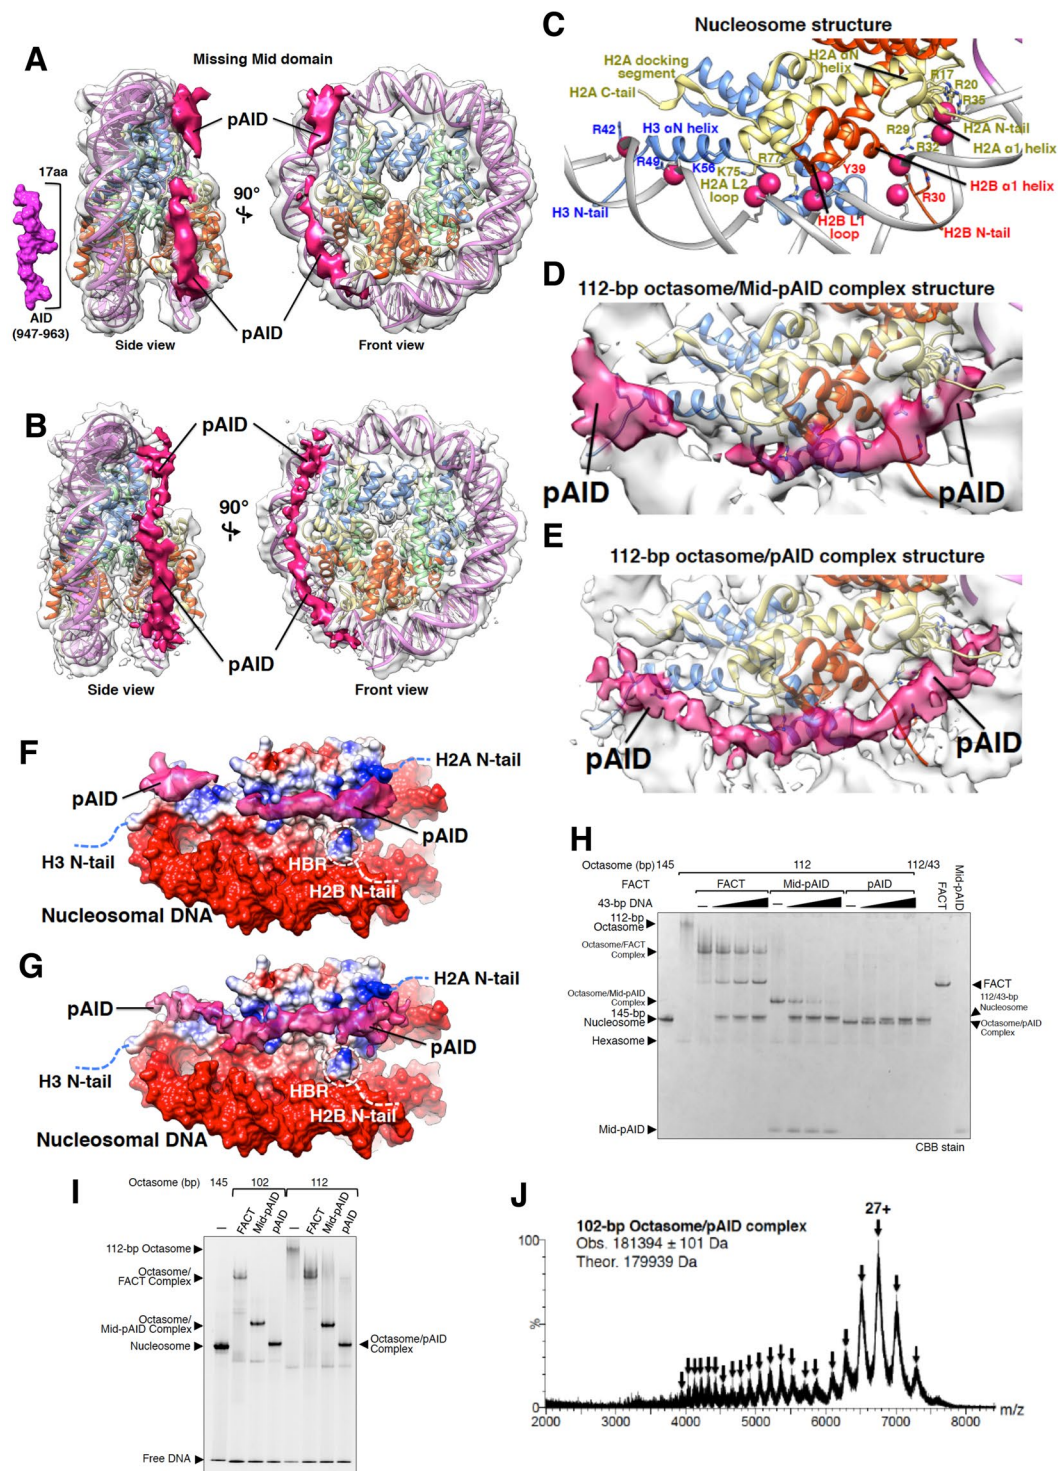 A
Missing Mid domain
pAID
17aa
90°
AID
(947-963)
pAID
Side view
Front view
B
pAID
90°
pAID
Side view
Front view
C
Nucleosome structure
H2A docking
segment
H2A αN
helix
H2A C-tail
R17
R20
R35
R42
H3 αN helix
R29
H2A N-tail
R32
H2A α1 helix
R49
K56
R77
K75
Y39
H2A L2
loop
R30
H2B α1 helix
H3 N-tail
H2B L1
loop
H2B N-tail
D
112-bp octasome/Mid-pAID complex structure
pAID
pAID
E
112-bp octasome/pAID complex structure
pAID
pAID
F
H2A N-tail
pAID
pAID
H3 N-tail
HBR
H2B N-tail
Nucleosomal DNA
G
H2A N-tail
pAID
pAID
H3 N-tail
HBR
H2B N-tail
Nucleosomal DNA
H
Octasome (bp) 145 112 112/43
FACT FACT Mid-pAID pAID FACT Mid-pAID
43-bp DNA – – –
112-bp
Octasome
Octasome/FACT
Complex
FACT
Octasome/Mid-pAID
Complex
112/43-bp
Nucleosome
145-bp
Nucleosome
Octasome/pAID
Complex
Hexasome
Mid-pAID
CBB stain
I
Octasome (bp) 145 102 112
– FACT Mid-pAID pAID – FACT Mid-pAID pAID
112-bp Octasome
Octasome/
FACT Complex
Octasome/
Mid-pAID Complex
Nucleosome
Octasome/pAID
Complex
Free DNA
J
27+
102-bp Octasome/pAID complex
Obs. 181394 ± 101 Da
Theor. 179939 Da
100
%
0
2000 3000 4000 5000 6000 7000 8000 m/z